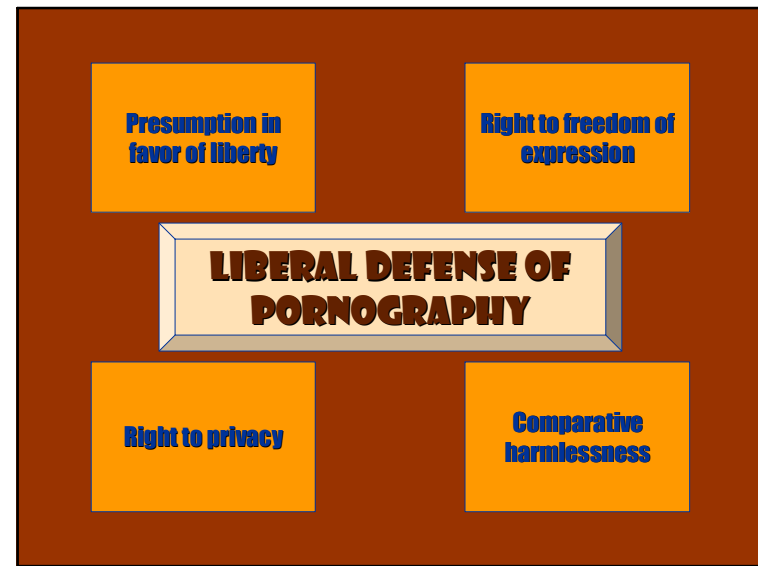 Presumption in
favor of liberty
Right to freedom of
expression
LIBERAL DEFENSE OF
PORNOGRAPHY
Right to privacy
Comparative
harmlessness